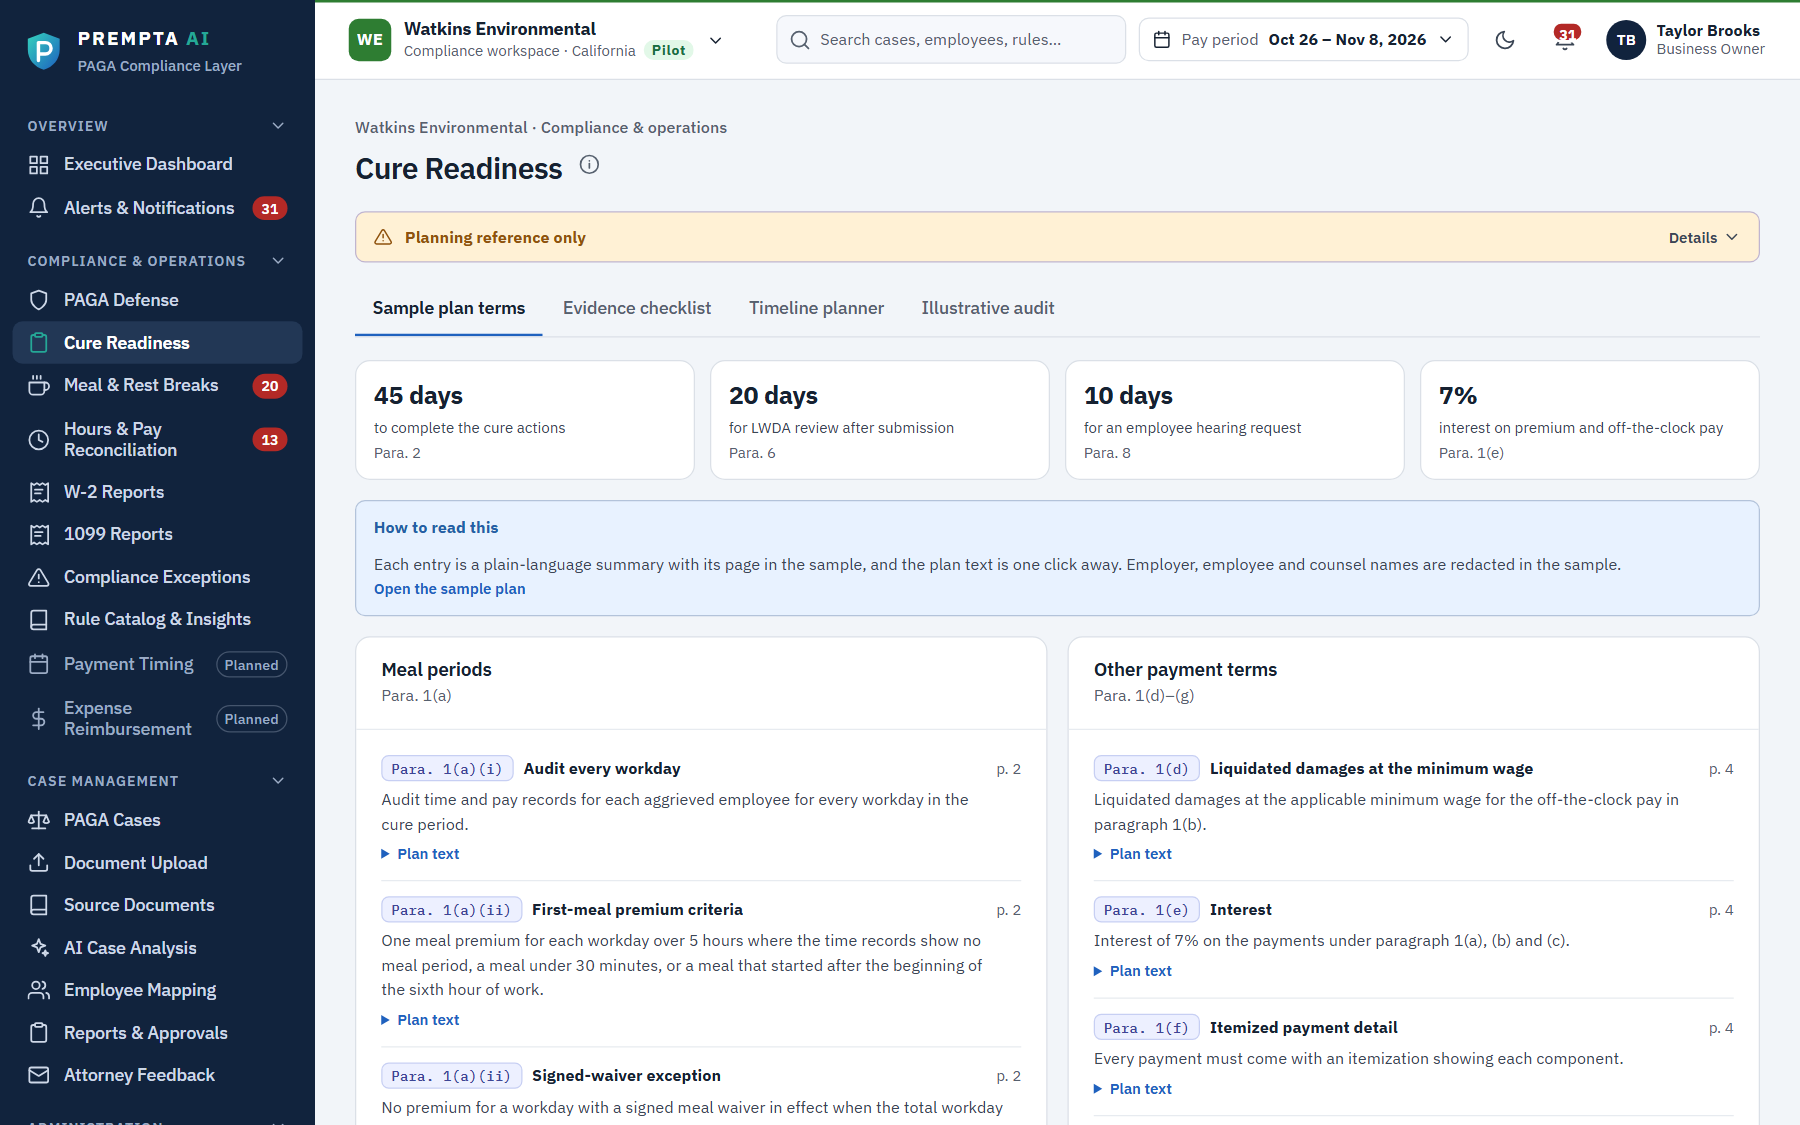 PREMPTA AI
PAGA Compliance Layer
OVERVIEW
Executive Dashboard
Alerts & Notifications 31
COMPLIANCE & OPERATIONS
PAGA Defense
Cure Readiness
Meal & Rest Breaks 20
Hours & Pay
Reconciliation 13
W-2 Reports
1099 Reports
Compliance Exceptions
Rule Catalog & Insights
Payment Timing Planned
Expense
Reimbursement Planned
CASE MANAGEMENT
PAGA Cases
Document Upload
Source Documents
AI Case Analysis
Employee Mapping
Reports & Approvals
Attorney Feedback
ADMINISTRATION
WE
Watkins Environmental
Compliance workspace · California Pilot
Search cases, employees, rules...
Pay period Oct 26 – Nov 8, 2026
31
TB
Taylor Brooks
Business Owner
Watkins Environmental · Compliance & operations
Cure Readiness
Planning reference only
Details
Sample plan terms
Evidence checklist
Timeline planner
Illustrative audit
45 days
to complete the cure actions
Para. 2
20 days
for LWDA review after submission
Para. 6
10 days
for an employee hearing request
Para. 8
7%
interest on premium and off-the-clock pay
Para. 1(e)
How to read this
Each entry is a plain-language summary with its page in the sample, and the plan text is one click away. Employer, employee and counsel names are redacted in the sample.
Open the sample plan
Meal periods
Para. 1(a)
Para. 1(a)(i) Audit every workday p. 2
Audit time and pay records for each aggrieved employee for every workday in the
cure period.
Plan text
Para. 1(a)(ii) First-meal premium criteria p. 2
One meal premium for each workday over 5 hours where the time records show no
meal period, a meal under 30 minutes, or a meal that started after the beginning of
the sixth hour of work.
Plan text
Para. 1(a)(ii) Signed-waiver exception p. 2
No premium for a workday with a signed meal waiver in effect when the total workday
Other payment terms
Para. 1(d)–(g)
Para. 1(d) Liquidated damages at the minimum wage p. 4
Liquidated damages at the applicable minimum wage for the off-the-clock pay in
paragraph 1(b).
Plan text
Para. 1(e) Interest p. 4
Interest of 7% on the payments under paragraph 1(a), (b) and (c).
Plan text
Para. 1(f) Itemized payment detail p. 4
Every payment must come with an itemization showing each component.
Plan text